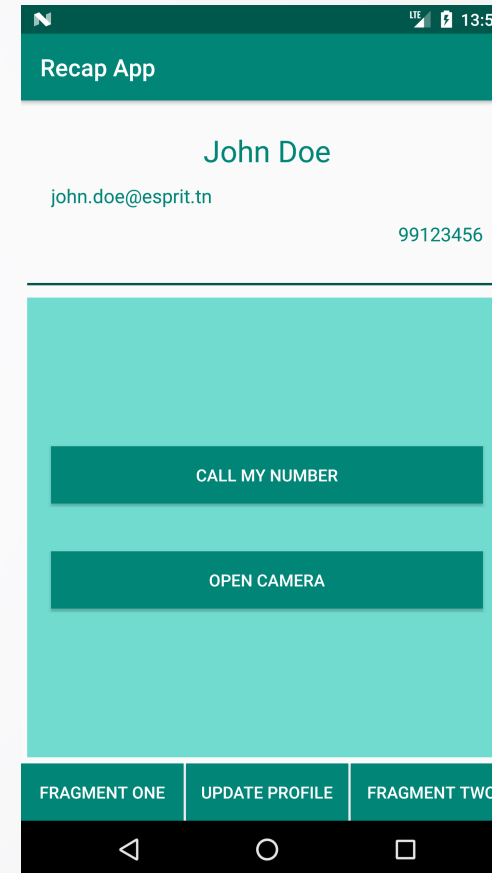 LTE 13:5
Recap App
John Doe
john.doe@esprit.tn
99123456
CALL MY NUMBER
OPEN CAMERA
FRAGMENT ONE UPDATE PROFILE FRAGMENT TWO